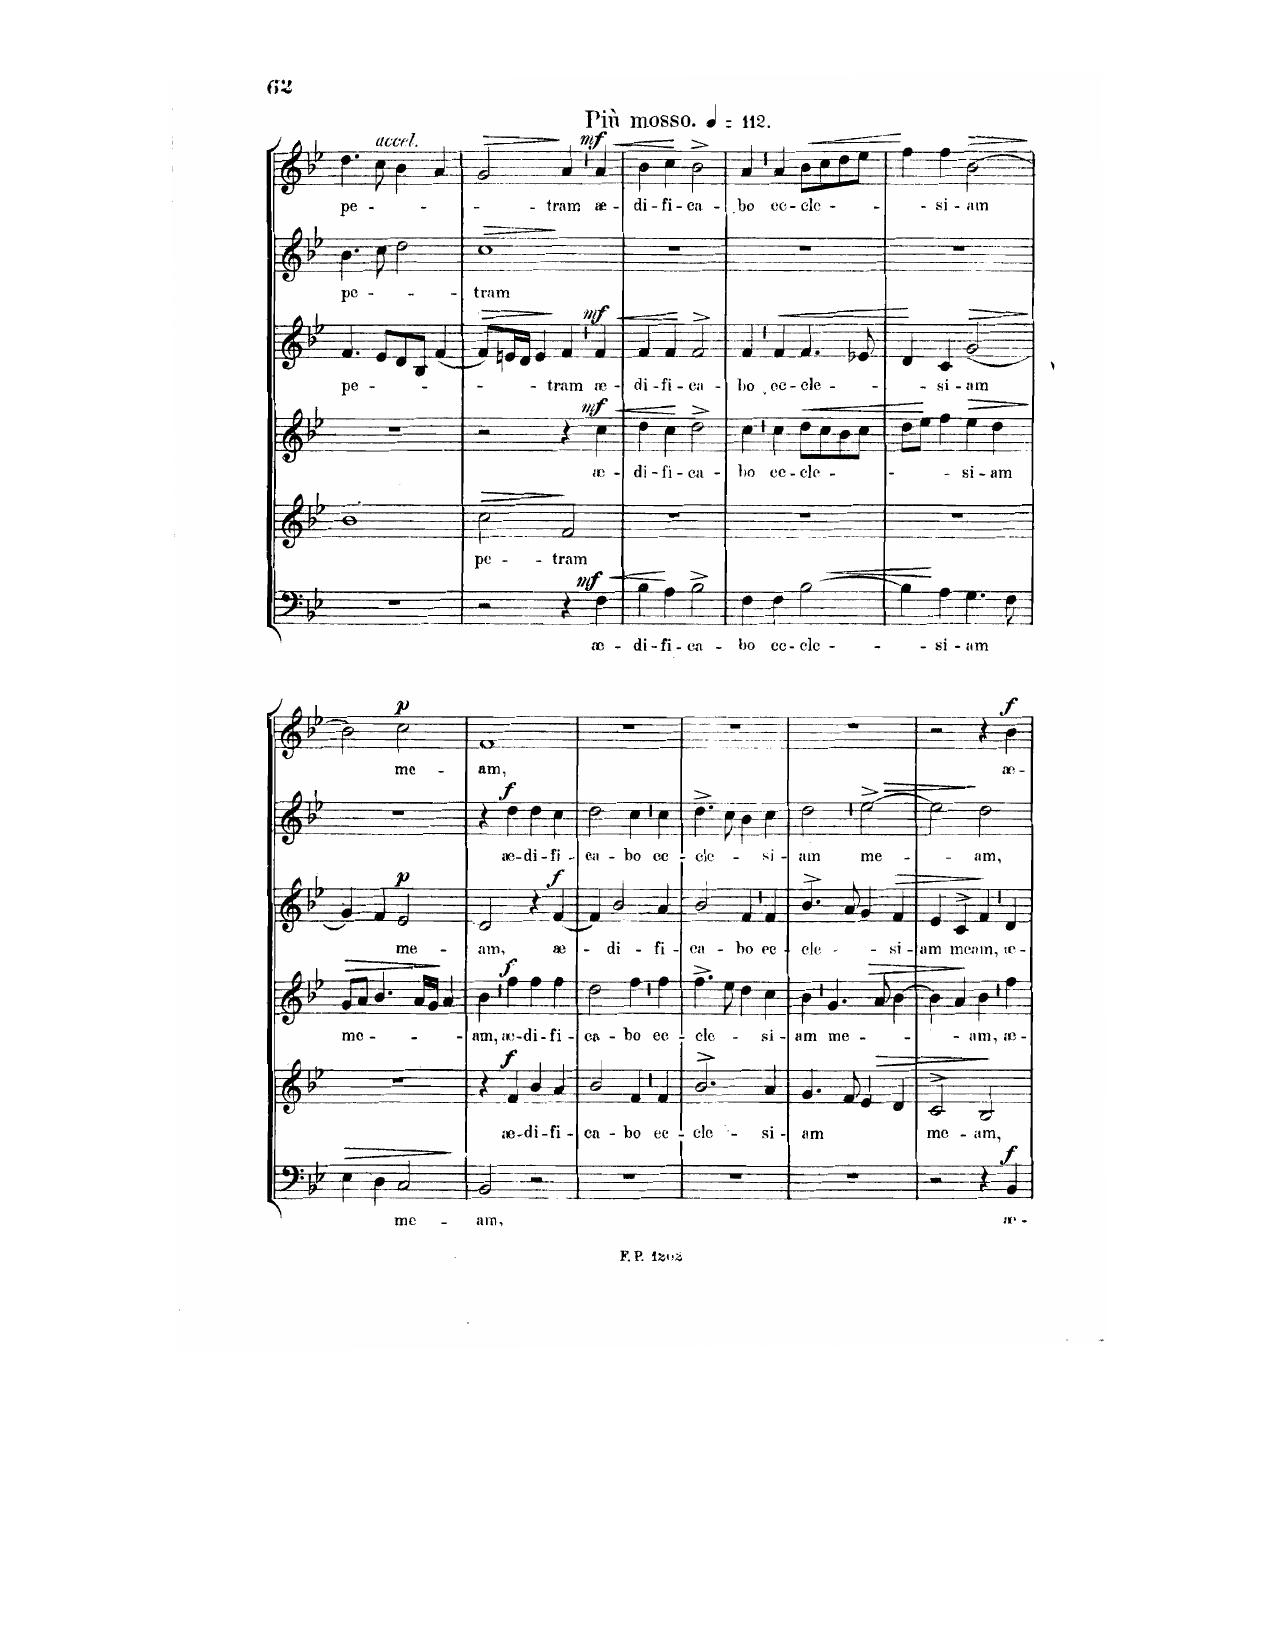 62
Più mosso. ♩ = 112.
accel. mf
pe - - - - tram æ - di - fi - ca - bo ec - cle - - - si - am
pe - - - tram
mf
pe - - - - - tram æ - di - fi - ca - bo ec - cle - - - si - am
mf
æ - di - fi - ca - bo ec - cle - - - si - am
pe - - tram
mf
æ - di - fi - ca - bo ec - cle - - - si - am
p f
me - am, æ -
f
æ - di - fi - ca - bo ec - cle - si - am me - - am,
p f
me - am, æ - di - fi - ca - bo ec - cle - - si - am meam, æ -
f
me - - - am, æ - di - fi - ca - bo ec - cle - si - am me - - - am, æ -
f
æ - di - fi - ca - bo ec - cle - si - am me - am,
f
me - am, æ -
F. P.